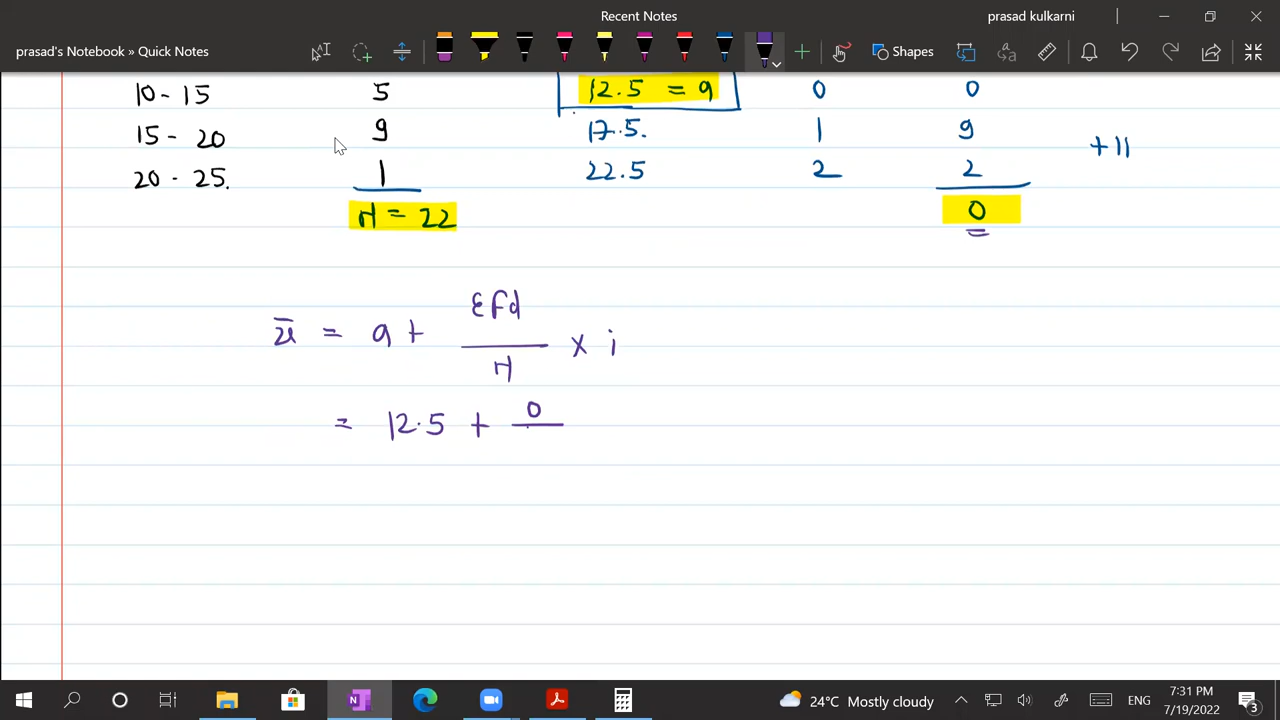 Recent Notes
prasad kulkarni
prasad's Notebook » Quick Notes
Shapes
10 - 15 5 12.5 = a 0 0
15 - 20 9 17.5. 1 9 + 11
20 - 25. 1 22.5 2 2
N = 22 0
x̄ = a + Σfd / N × i
= 12.5 + 0
24°C Mostly cloudy
ENG
7:31 PM
7/19/2022
3